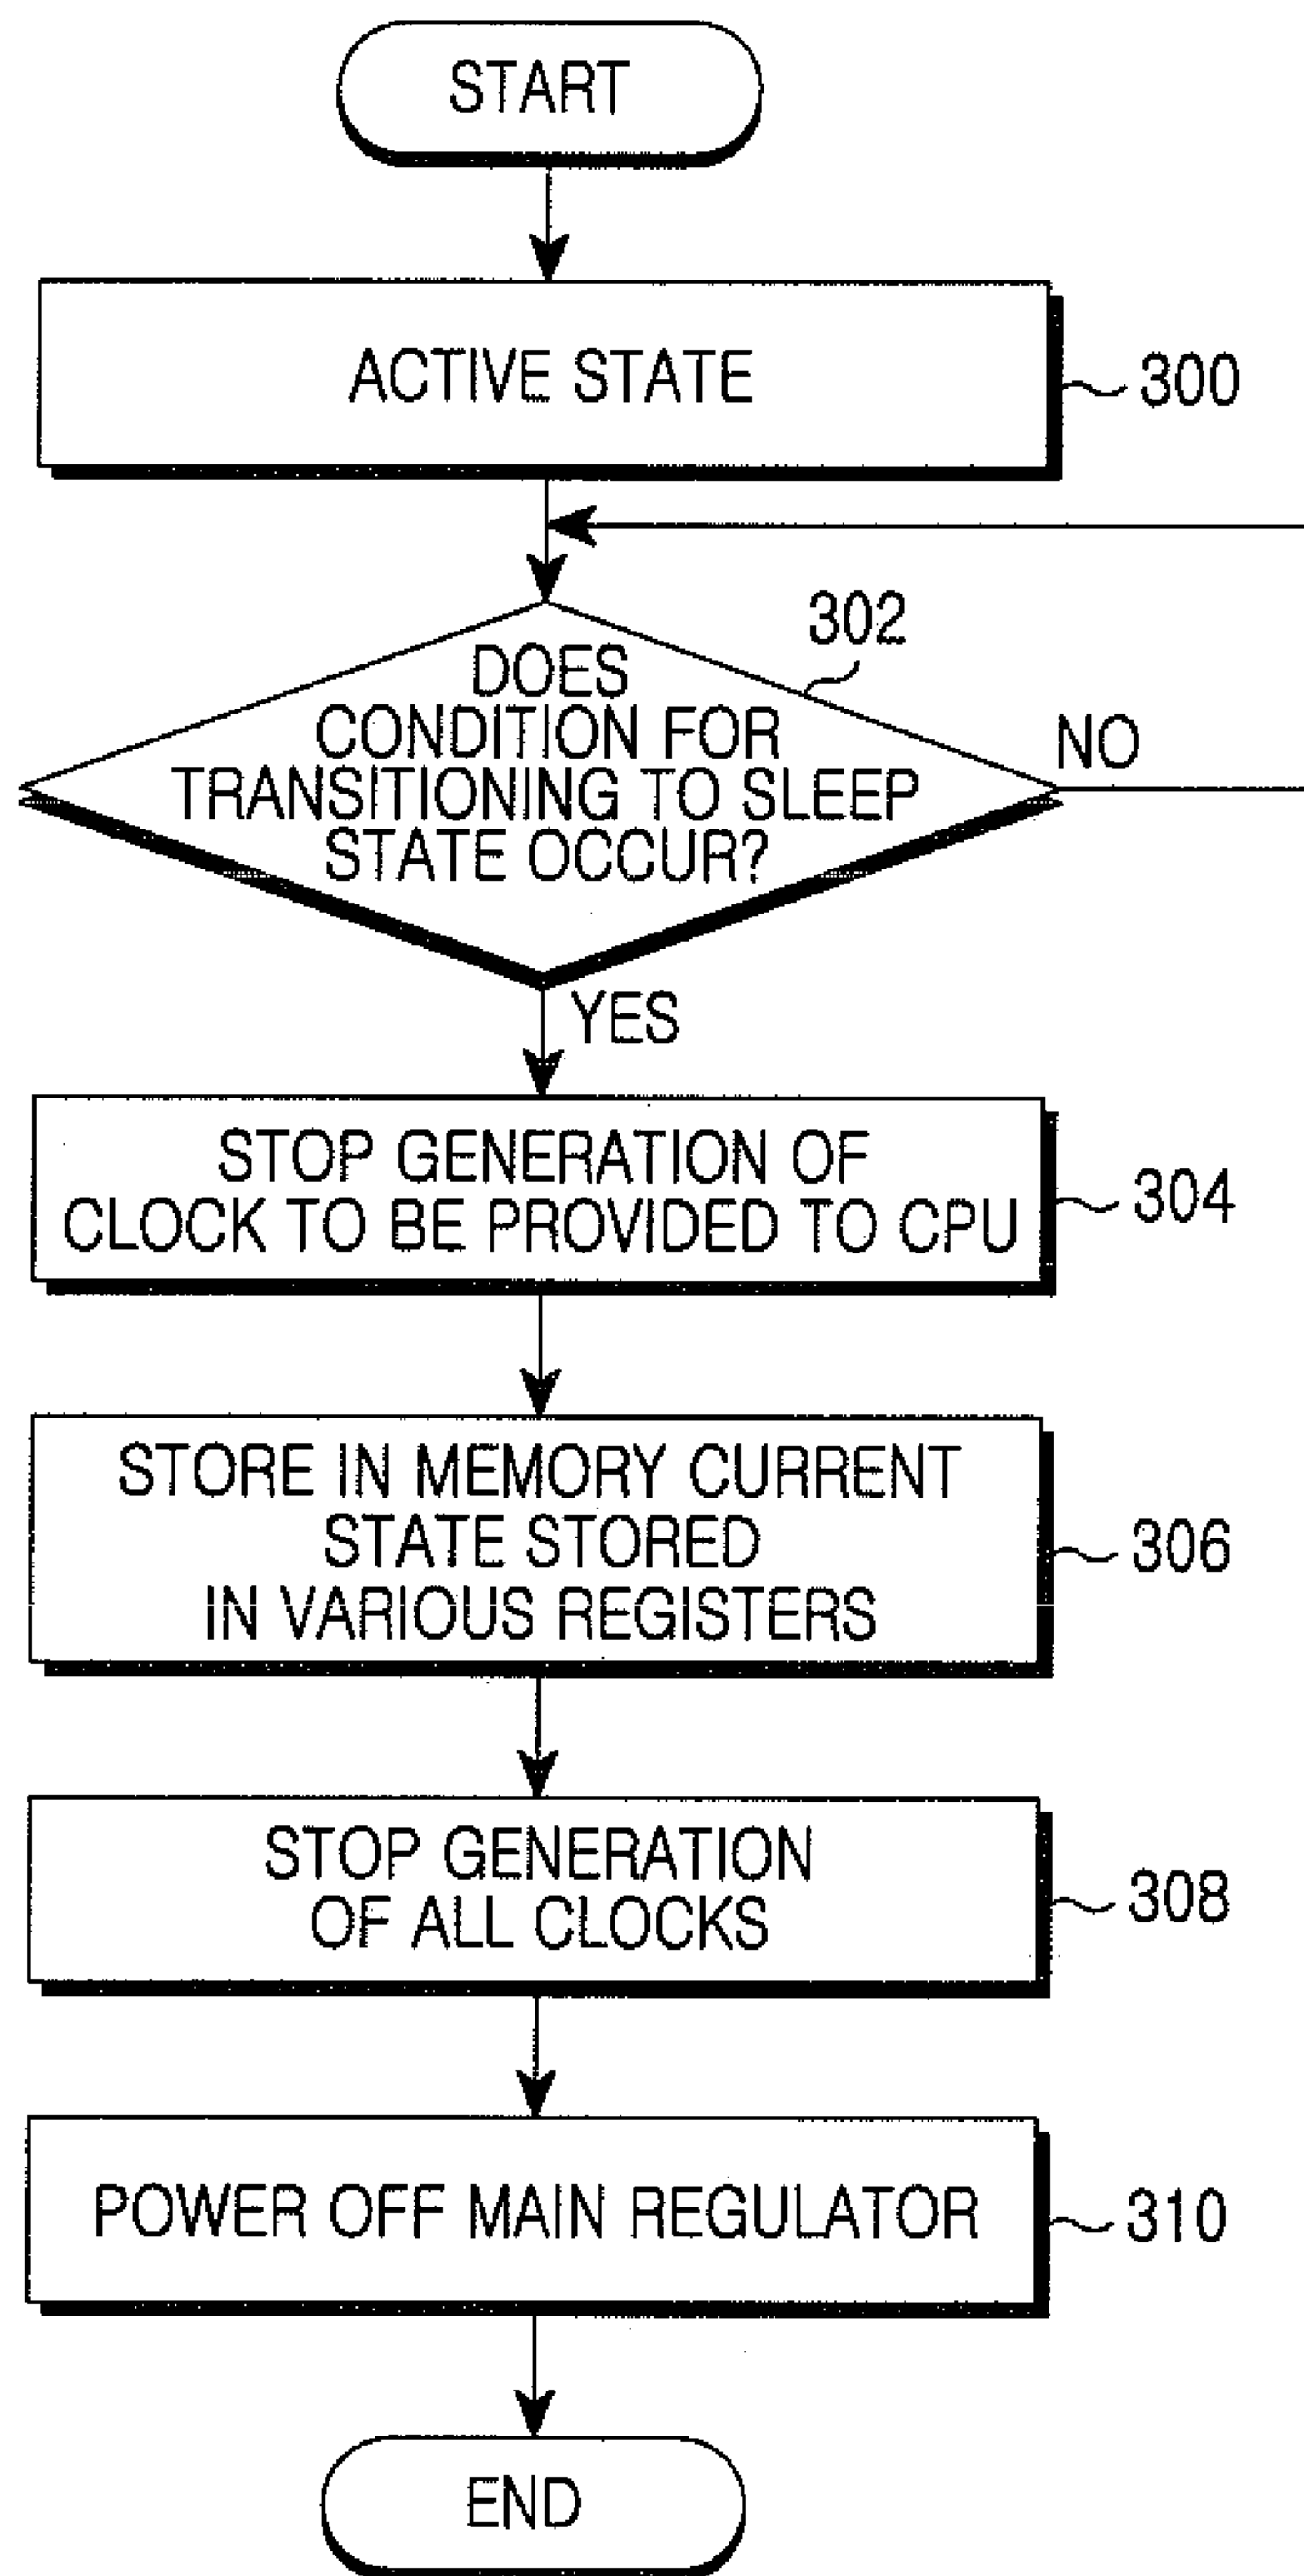 START
ACTIVE STATE
300
302
DOES
CONDITION FOR
TRANSITIONING TO SLEEP
STATE OCCUR?
NO
YES
STOP GENERATION OF
CLOCK TO BE PROVIDED TO CPU
304
STORE IN MEMORY CURRENT
STATE STORED
IN VARIOUS REGISTERS
306
STOP GENERATION
OF ALL CLOCKS
308
POWER OFF MAIN REGULATOR
310
END